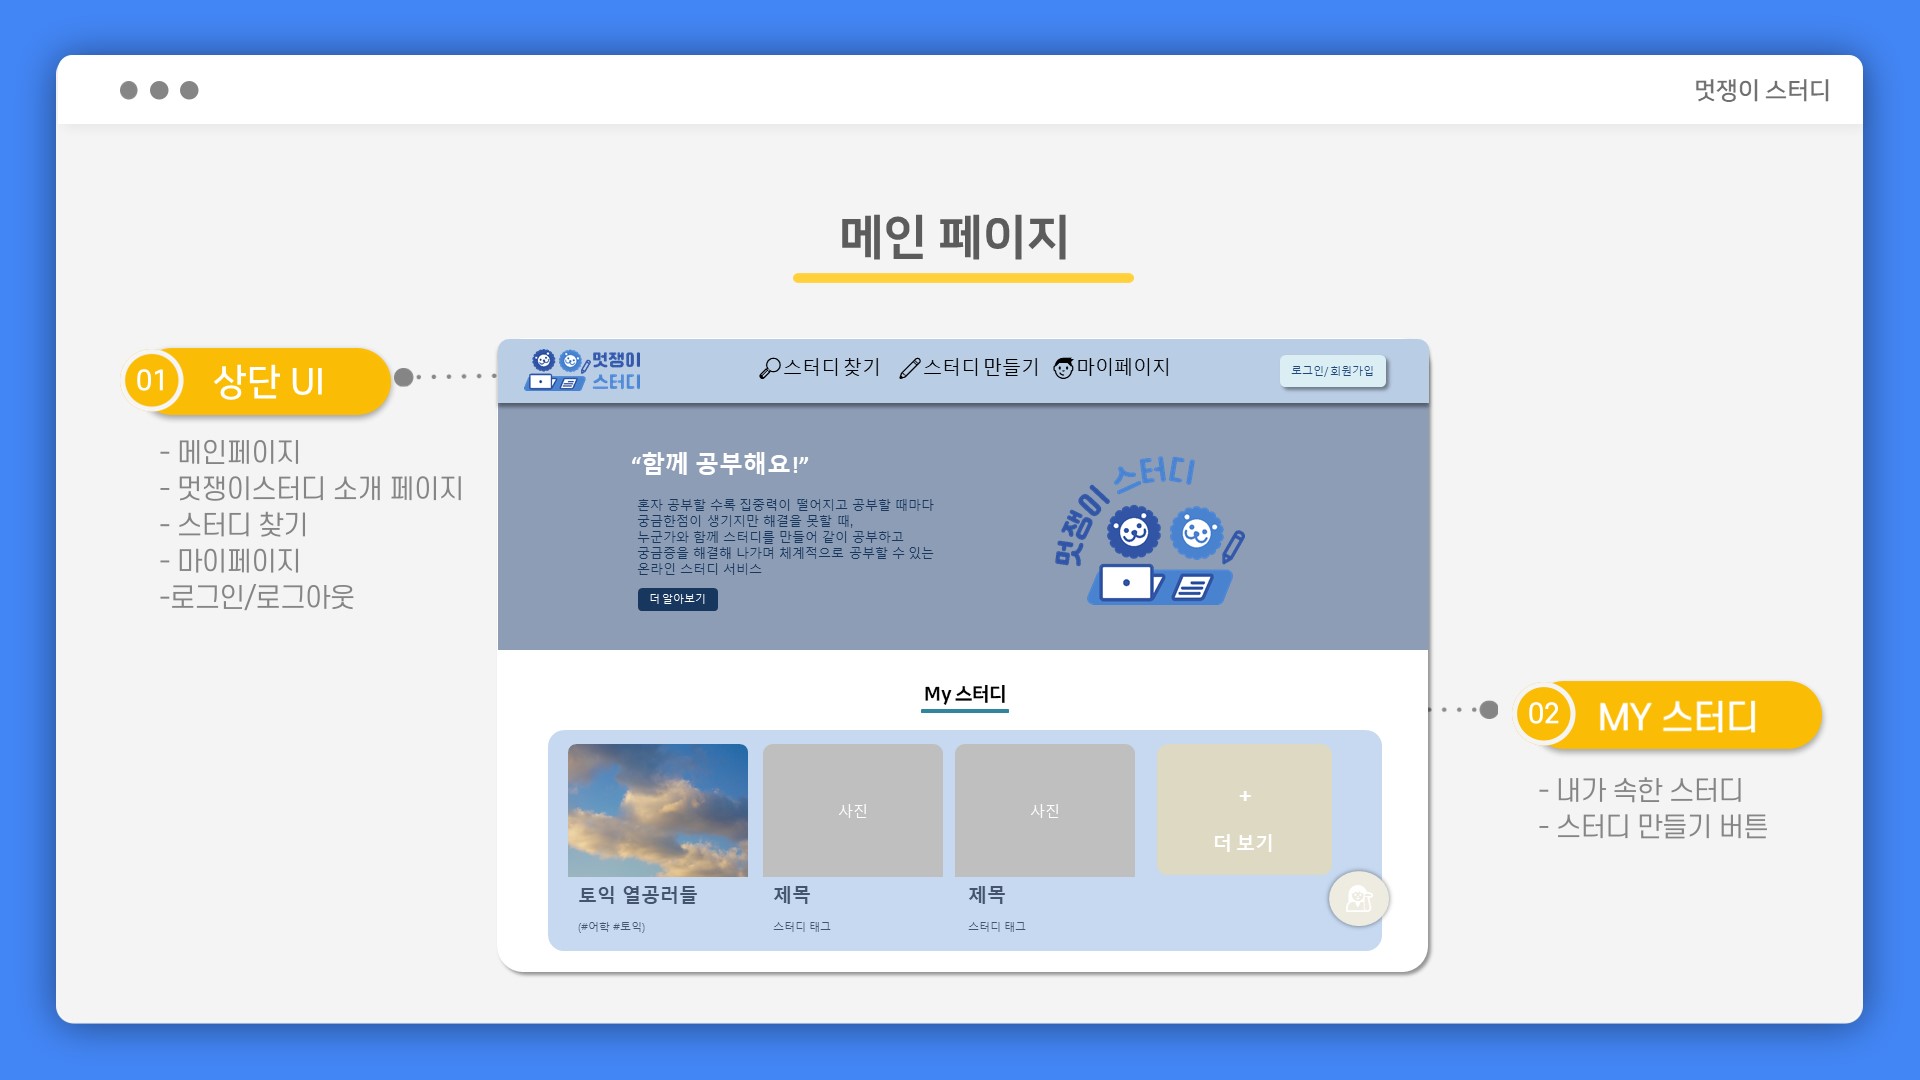 멋쟁이 스터디
메인 페이지
01 상단 UI
- 메인페이지
- 멋쟁이스터디 소개 페이지
- 스터디 찾기
- 마이페이지
-로그인/로그아웃
멋쟁이
스터디
스터디 찾기 스터디 만들기 마이페이지
로그인/ 회원가입
“함께 공부해요!”
혼자 공부할 수록 집중력이 떨어지고 공부할 때마다
궁금한점이 생기지만 해결을 못할 때,
누군가와 함께 스터디를 만들어 같이 공부하고
궁금증을 해결해 나가며 체계적으로 공부할 수 있는
온라인 스터디 서비스
더 알아보기
멋쟁이 스터디
My 스터디
사진
사진
+
더 보기
토익 열공러들
(#어학 #토익)
제목
스터디 태그
제목
스터디 태그
02 MY 스터디
- 내가 속한 스터디
- 스터디 만들기 버튼